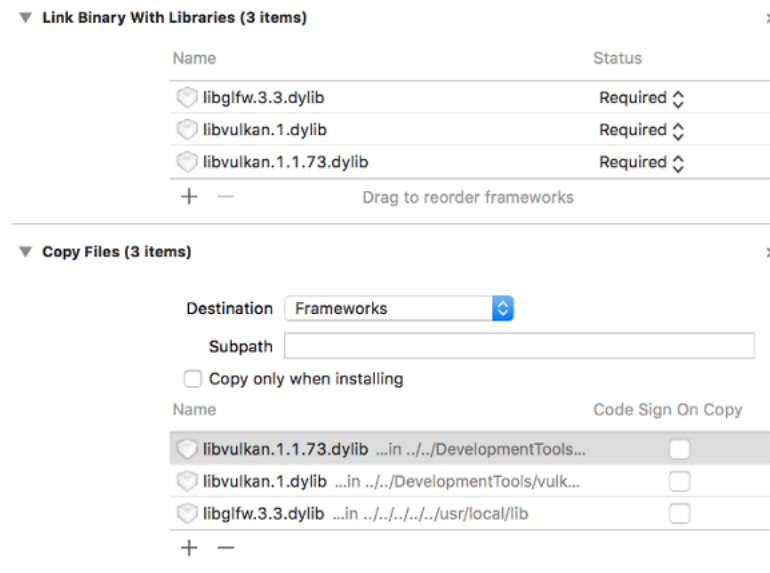 Link Binary With Libraries (3 items)
Name Status
libglfw.3.3.dylib Required
libvulkan.1.dylib Required
libvulkan.1.1.73.dylib Required
+ − Drag to reorder frameworks
Copy Files (3 items)
Destination Frameworks
Subpath
Copy only when installing
Name Code Sign On Copy
libvulkan.1.1.73.dylib ...in ../../DevelopmentTools...
libvulkan.1.dylib ...in ../../DevelopmentTools/vulk...
libglfw.3.3.dylib ...in ../../../../../usr/local/lib
+ −